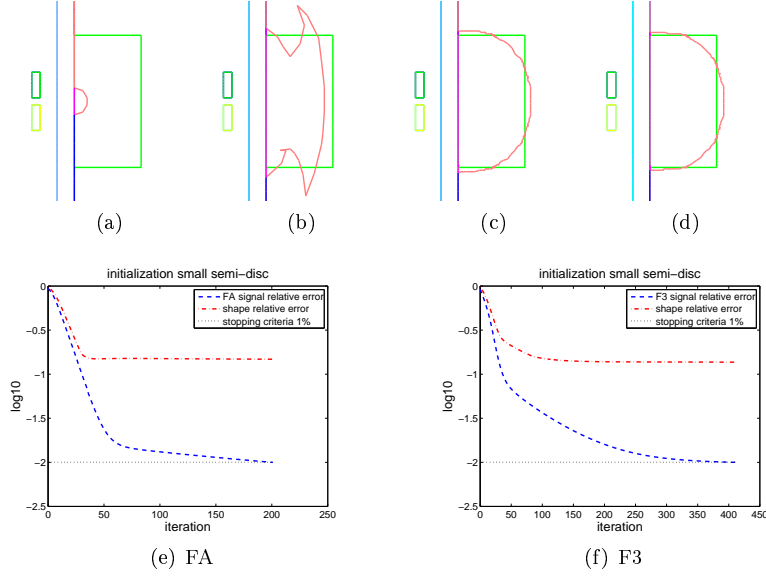 (a)
(b)
(c)
(d)
initialization small semi−disc
FA signal relative error
shape relative error
stopping criteria 1%
log10
0
−0.5
−1
−1.5
−2
−2.5
0 50 100 150 200 250
iteration
(e) FA
initialization small semi−disc
F3 signal relative error
shape relative error
stopping criteria 1%
log10
0
−0.5
−1
−1.5
−2
−2.5
0 50 100 150 200 250 300 350 400 450
iteration
(f) F3